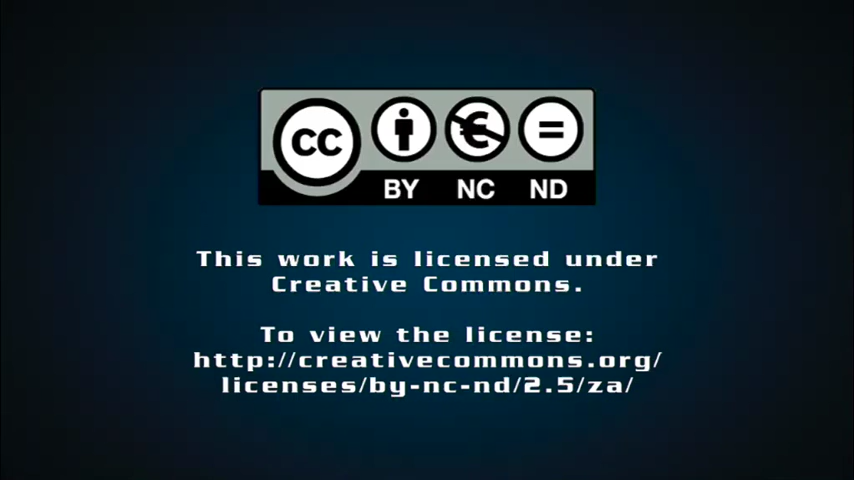 CC BY NC ND
This work is licensed under
Creative Commons.
To view the license:
http://creativecommons.org/
licenses/by-nc-nd/2.5/za/